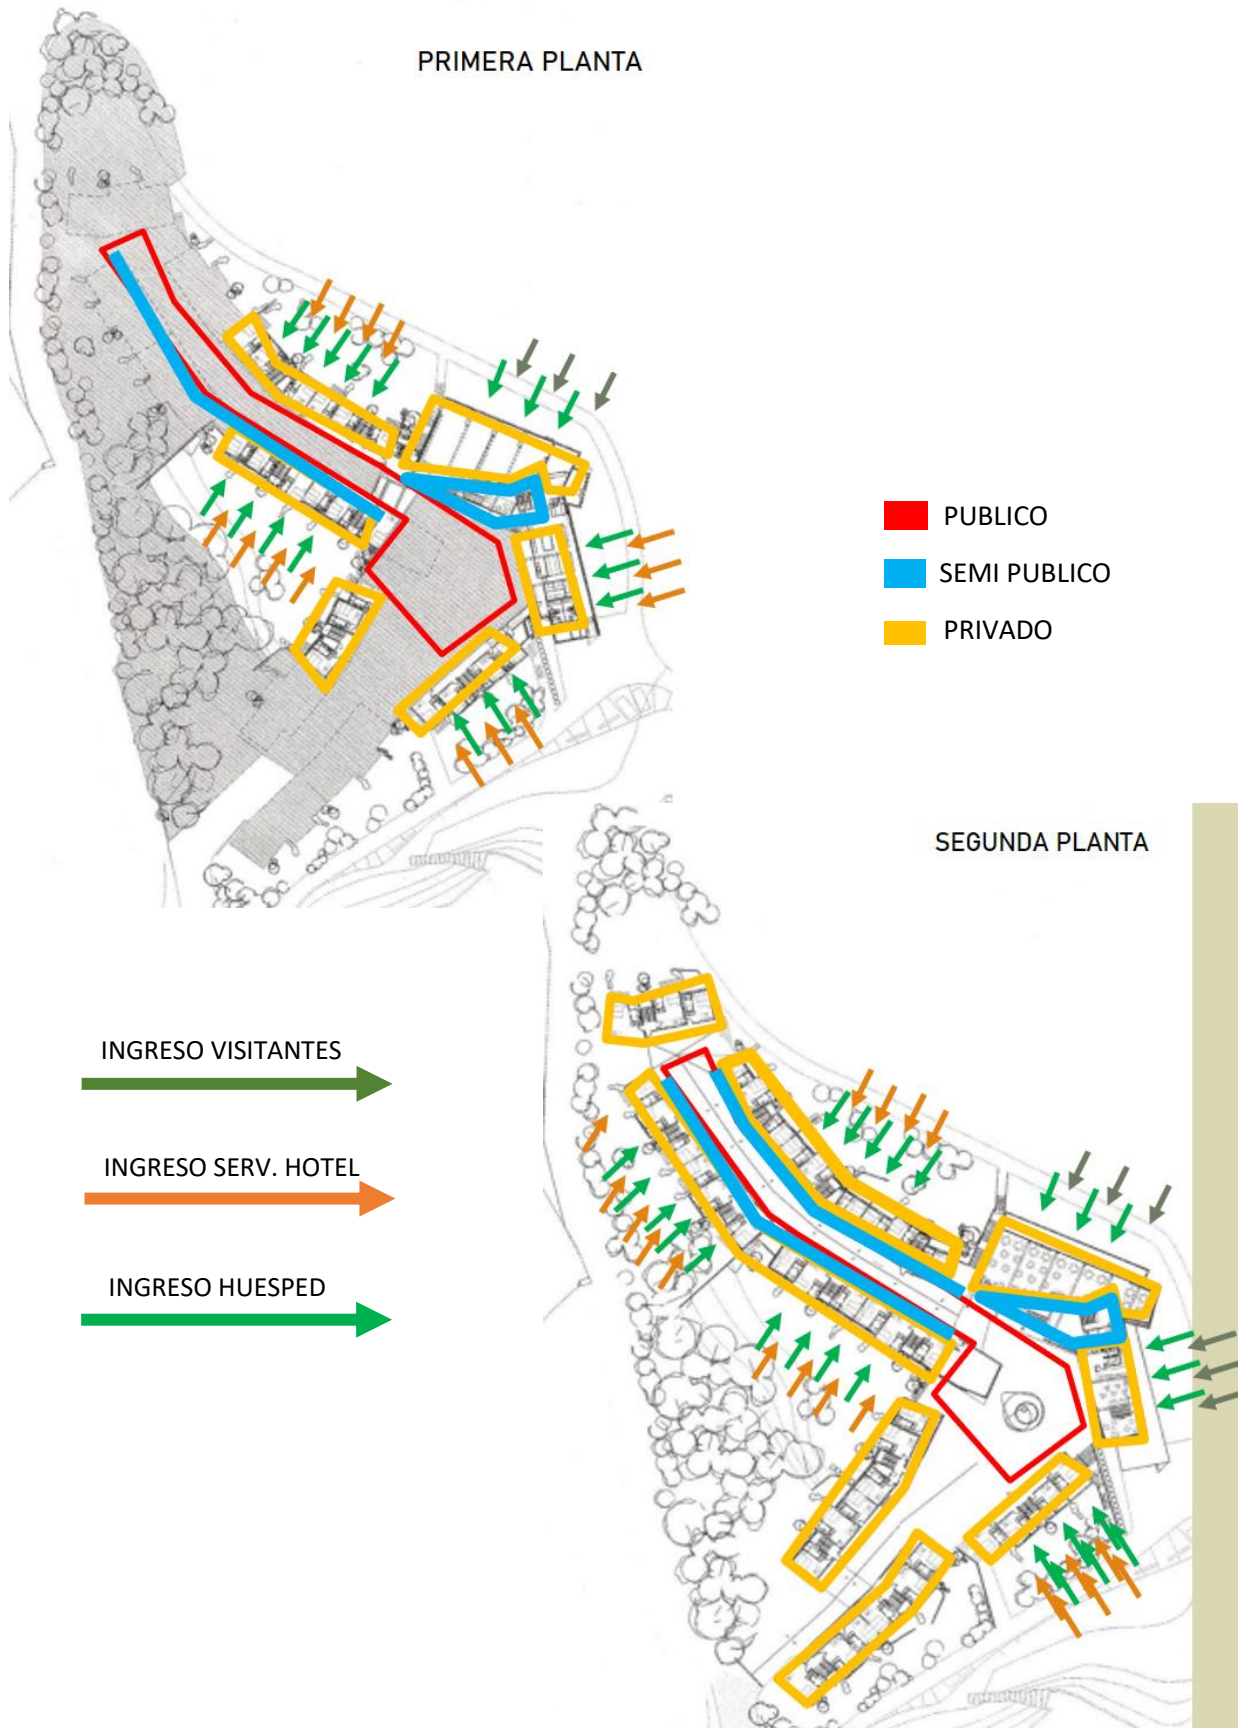 PRIMERA PLANTA
PUBLICO
SEMI PUBLICO
PRIVADO
SEGUNDA PLANTA
INGRESO VISITANTES
INGRESO SERV. HOTEL
INGRESO HUESPED